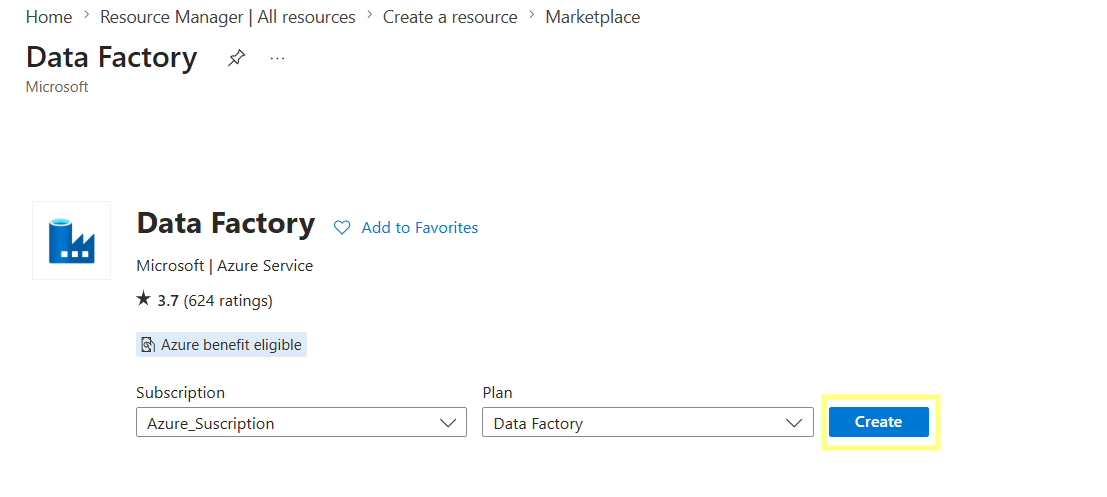 Home > Resource Manager | All resources > Create a resource > Marketplace
Data Factory ...
Microsoft
Data Factory Add to Favorites
Microsoft | Azure Service
★ 3.7 (624 ratings)
Azure benefit eligible
Subscription Plan
Azure_Suscription Data Factory Create